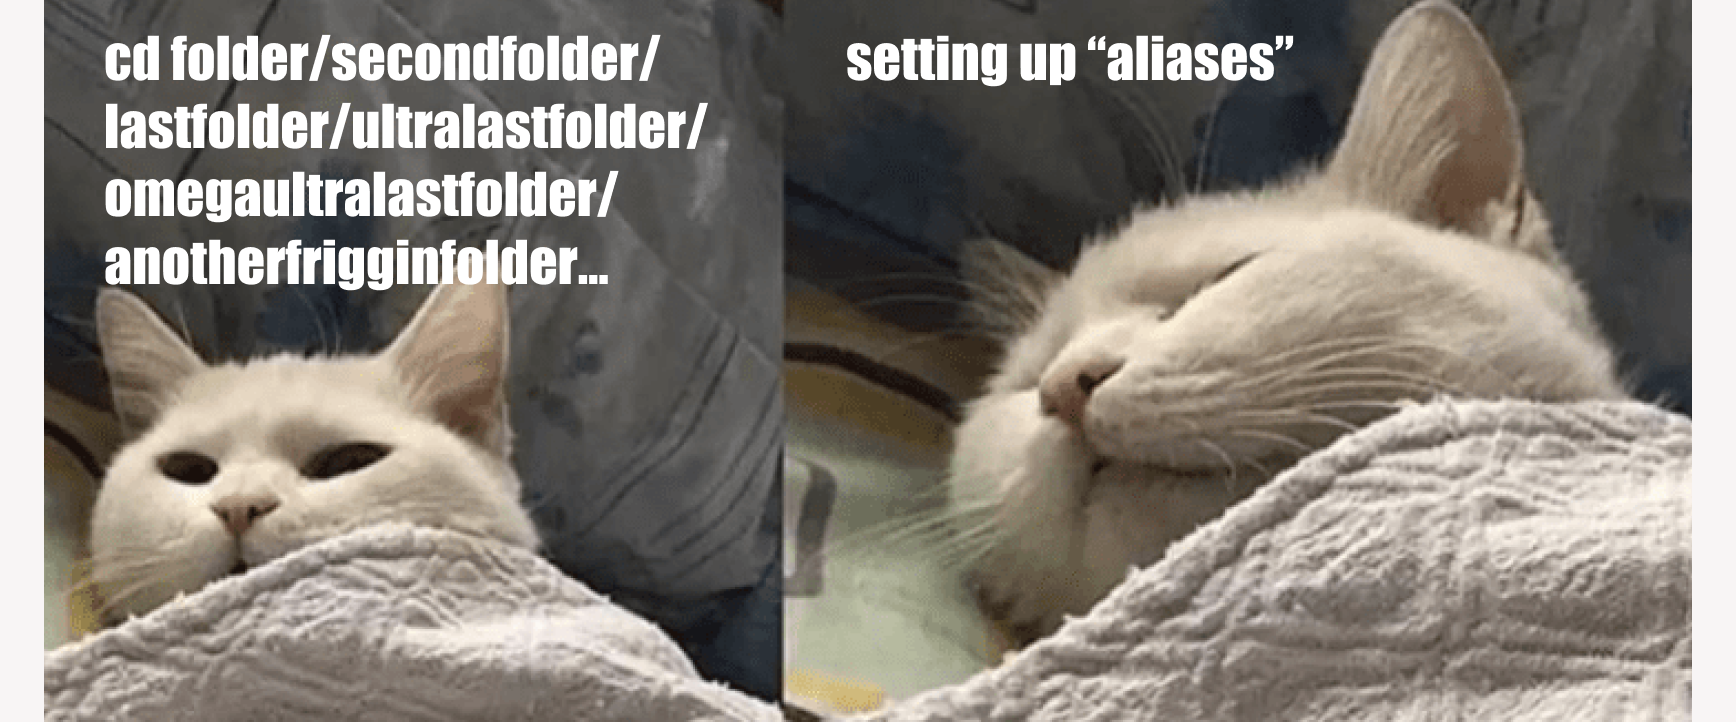 cd folder/secondfolder/
lastfolder/ultralastfolder/
omegaultralastfolder/
anotherfrigginfolder...
setting up “aliases”